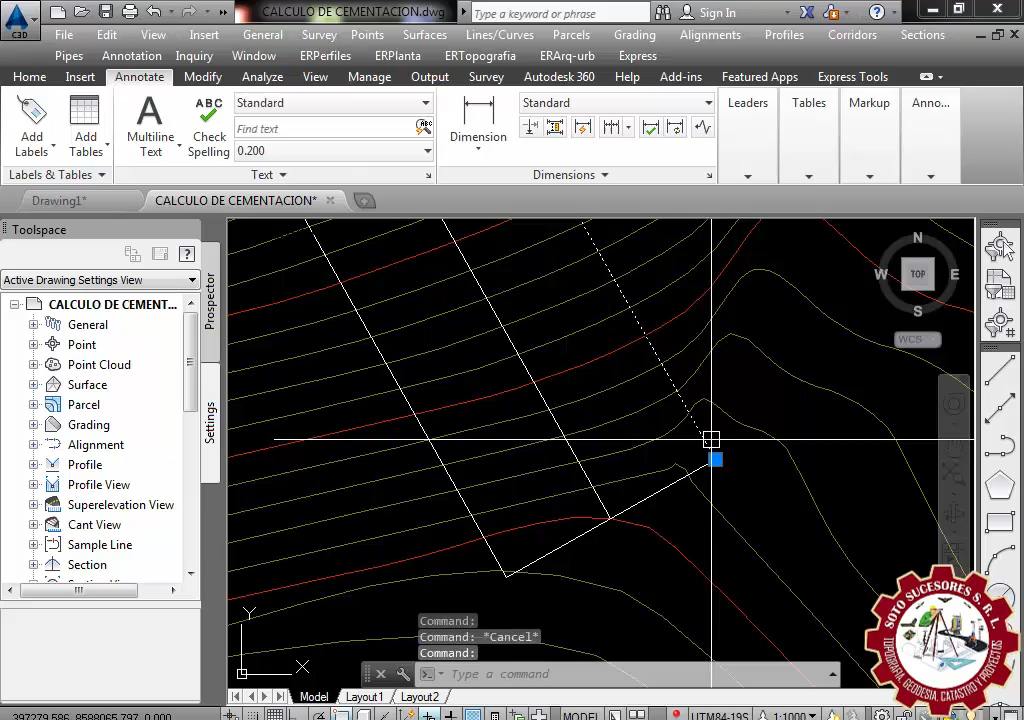 CALCULO DE CEMENTACION.dwg
Type a keyword or phrase
Sign In
C3D
File Edit View Insert General Survey Points Surfaces Lines/Curves Parcels Grading Alignments Profiles Corridors Sections
Pipes Annotation Inquiry Window ERPerfiles ERPlanta ERTopografia ERArq-urb Express
Home Insert Annotate Modify Analyze View Manage Output Survey Autodesk 360 Help Add-ins Featured Apps Express Tools
Add Labels
Add Tables
Multiline Text
ABC
Check Spelling
Standard
Find text
0.200
Dimension
Standard
Leaders
Tables
Markup
Anno...
Labels & Tables
Text
Dimensions
Drawing1*
CALCULO DE CEMENTACION*
Toolspace
Active Drawing Settings View
CALCULO DE CEMENT...
General
Point
Point Cloud
Surface
Parcel
Grading
Alignment
Profile
Profile View
Superelevation View
Cant View
Sample Line
Section
Prospector
Settings
N
W
TOP
E
S
WCS
Y
X
Command:
Command: *Cancel*
Command:
Type a command
Model Layout1 Layout2
397279.586, 8588065.797, 0.000
MODEL
UTM84-19S
1:1000
SOTO SUCESORES S.R.L.
TOPOGRAFIA, GEODESIA, CATASTRO Y PROYECTOS